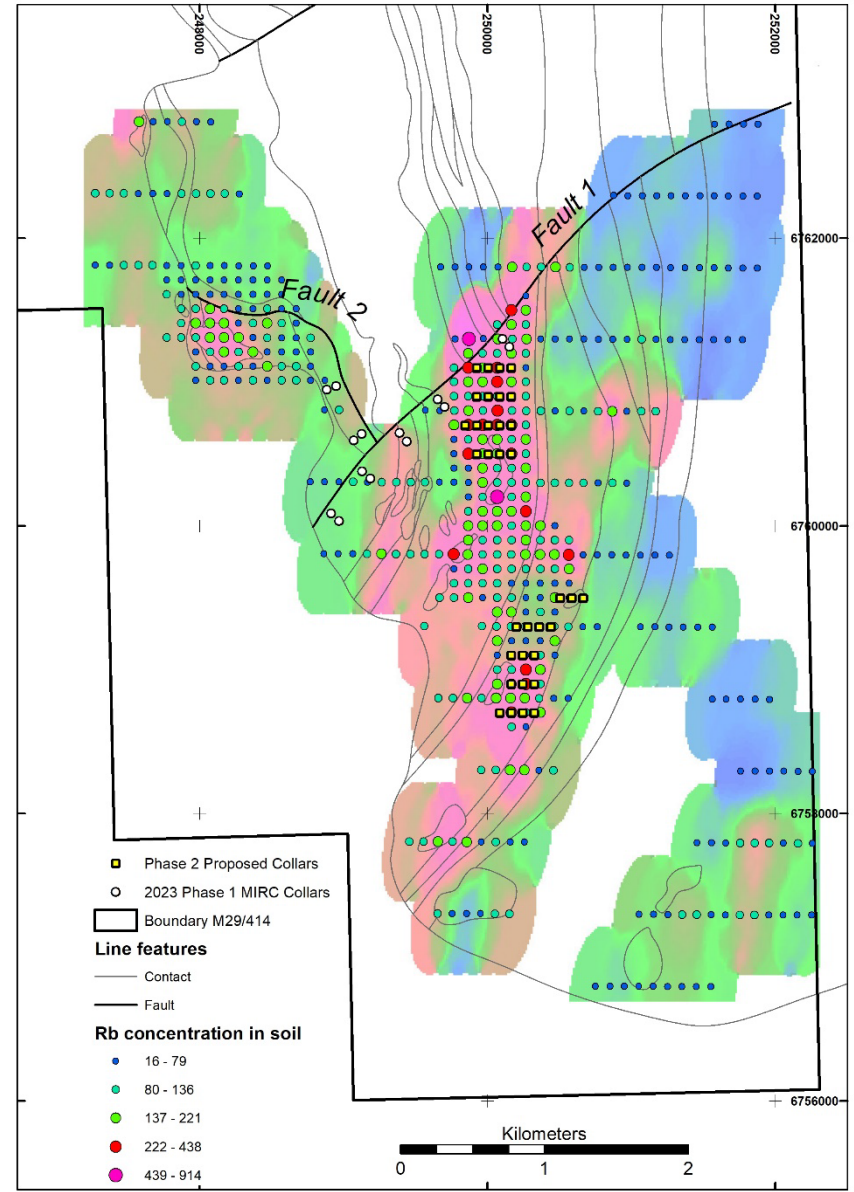 248000
250000
252000
Fault 1
6762000
Fault 2
6760000
6758000
Phase 2 Proposed Collars
2023 Phase 1 MIRC Collars
Boundary M29/414
Line features
Contact
Fault
Rb concentration in soil
16 - 79
80 - 136
137 - 221
222 - 438
439 - 914
6756000
Kilometers
0 1 2